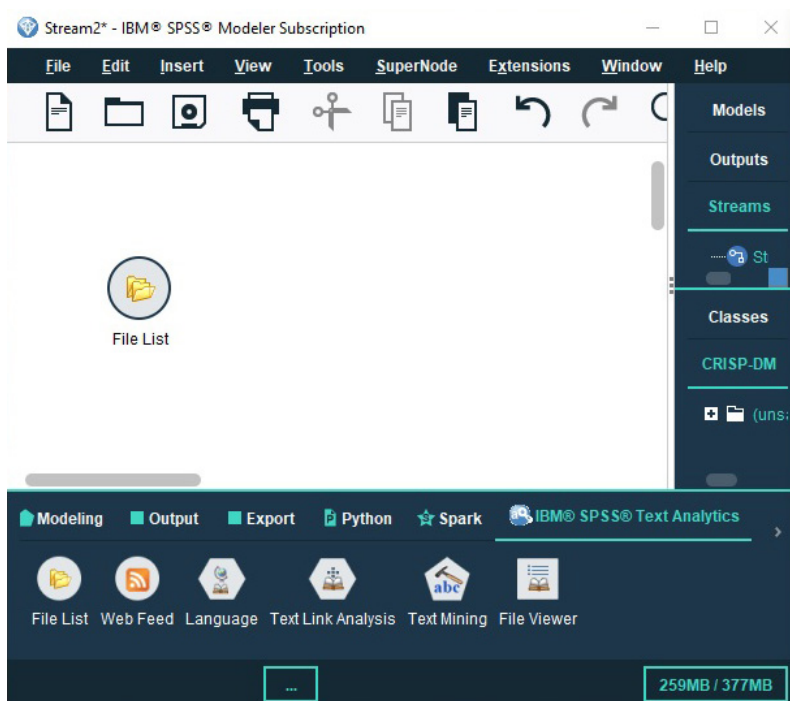 Stream2* - IBM® SPSS® Modeler Subscription
File Edit Insert View Tools SuperNode Extensions Window Help
Models
Outputs
Streams
St
File List
Classes
CRISP-DM
(uns
Modeling Output Export Python Spark IBM® SPSS® Text Analytics
abc
File List Web Feed Language Text Link Analysis Text Mining File Viewer
... 259MB / 377MB